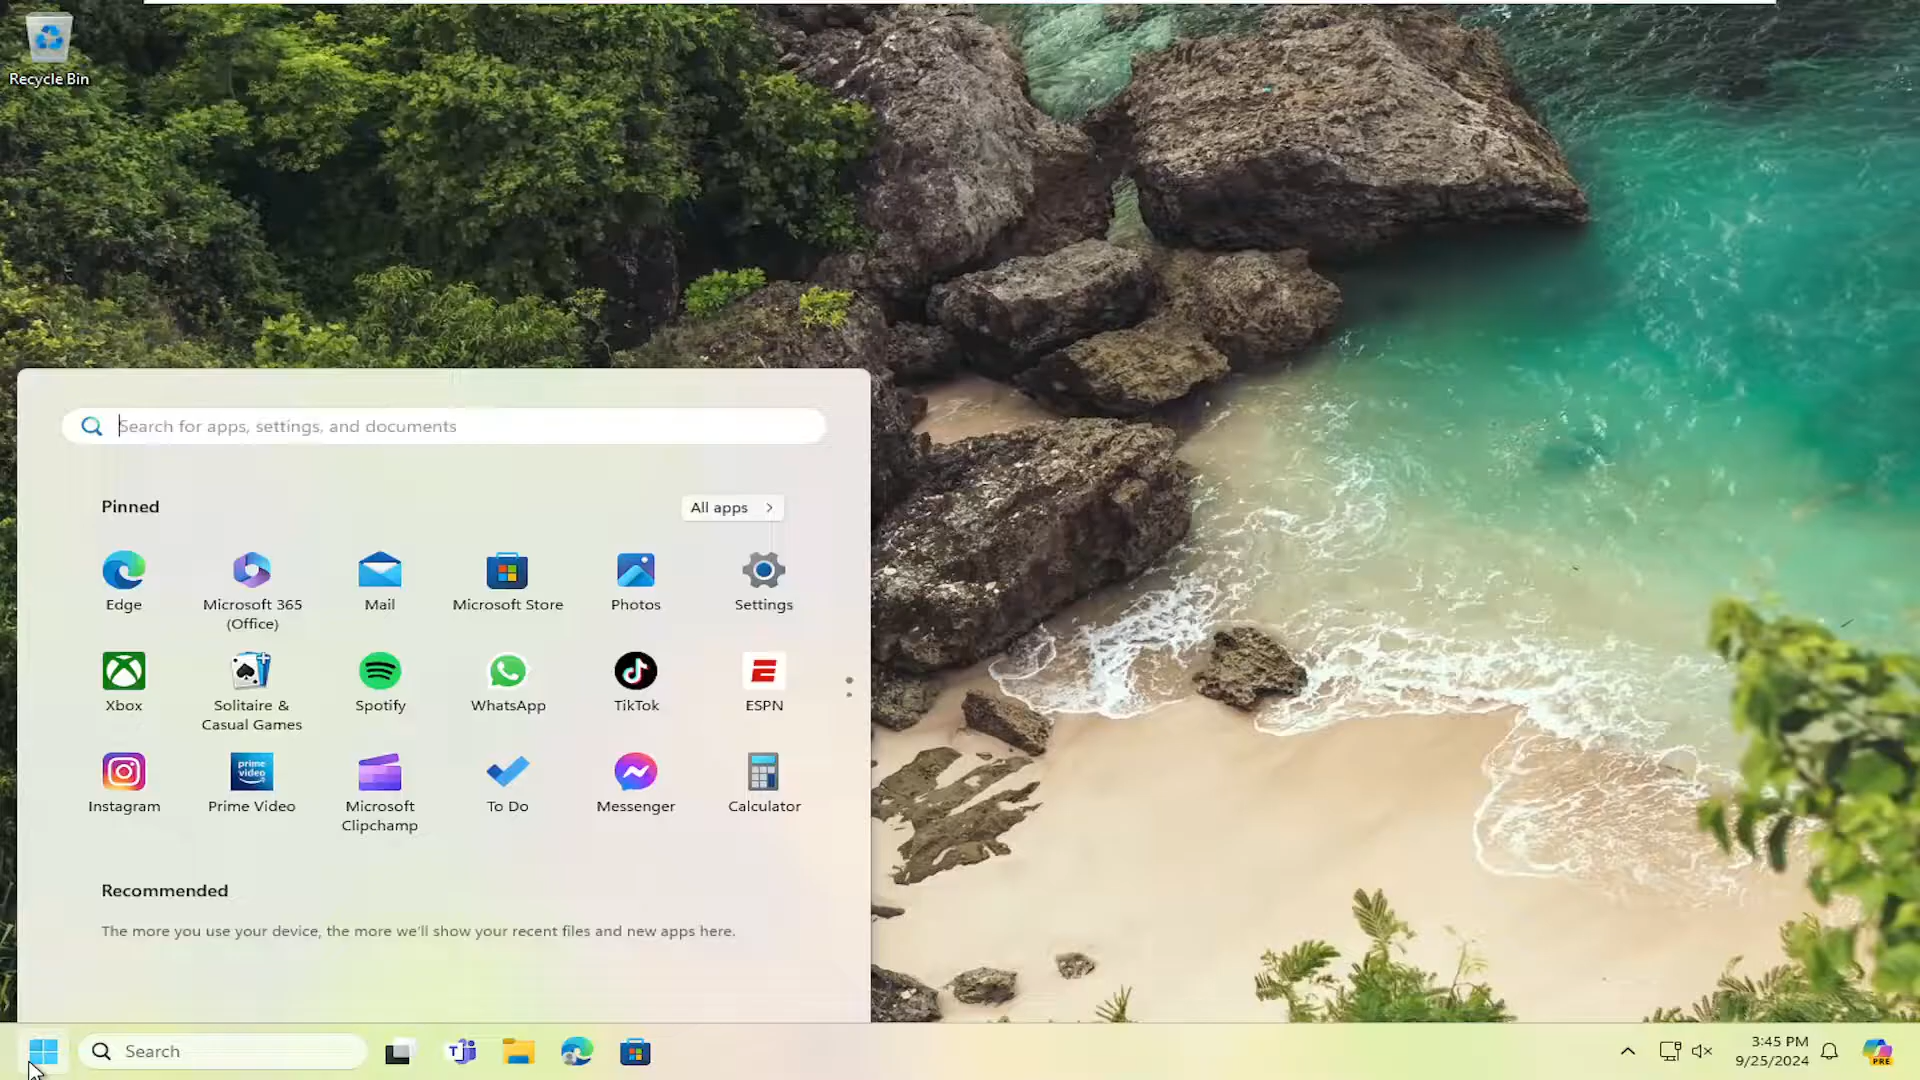 Recycle Bin
Search for apps, settings, and documents
Pinned
All apps
Edge
Microsoft 365
(Office)
Mail
Microsoft Store
Photos
Settings
Xbox
Solitaire &
Casual Games
Spotify
WhatsApp
TikTok
ESPN
prime
video
Instagram
Prime Video
Microsoft
Clipchamp
To Do
Messenger
Calculator
Recommended
The more you use your device, the more we'll show your recent files and new apps here.
Search
3:45 PM
9/25/2024
PRE